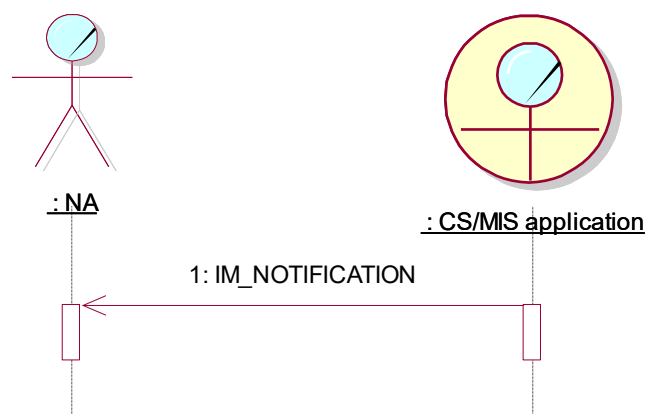 : NA
: CS/MIS application
1: IM_NOTIFICATION